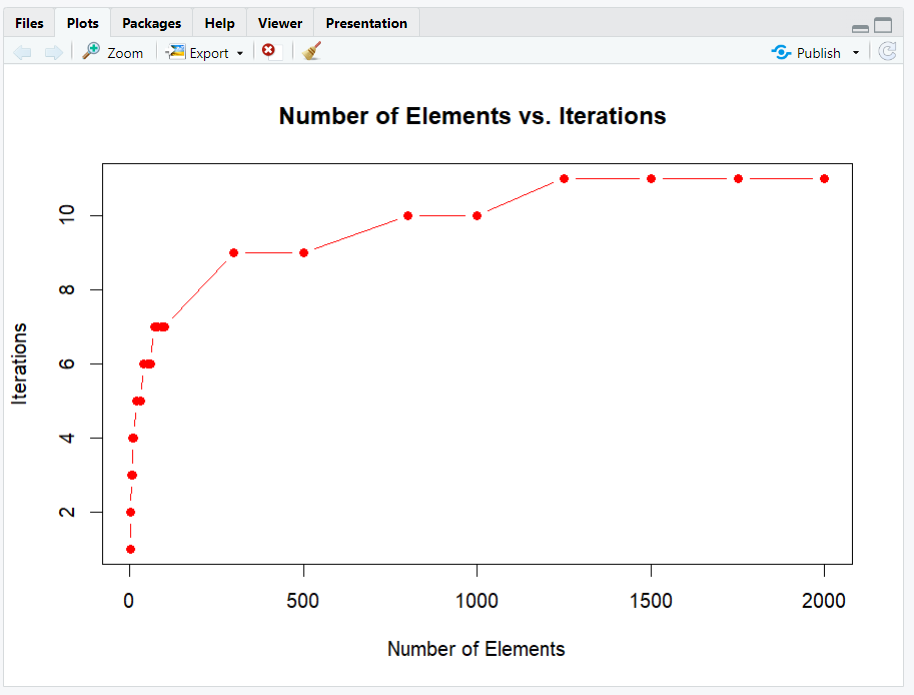 Files Plots Packages Help Viewer Presentation
Zoom Export Publish
Number of Elements vs. Iterations
10
8
6
4
2
Iterations
0 500 1000 1500 2000
Number of Elements